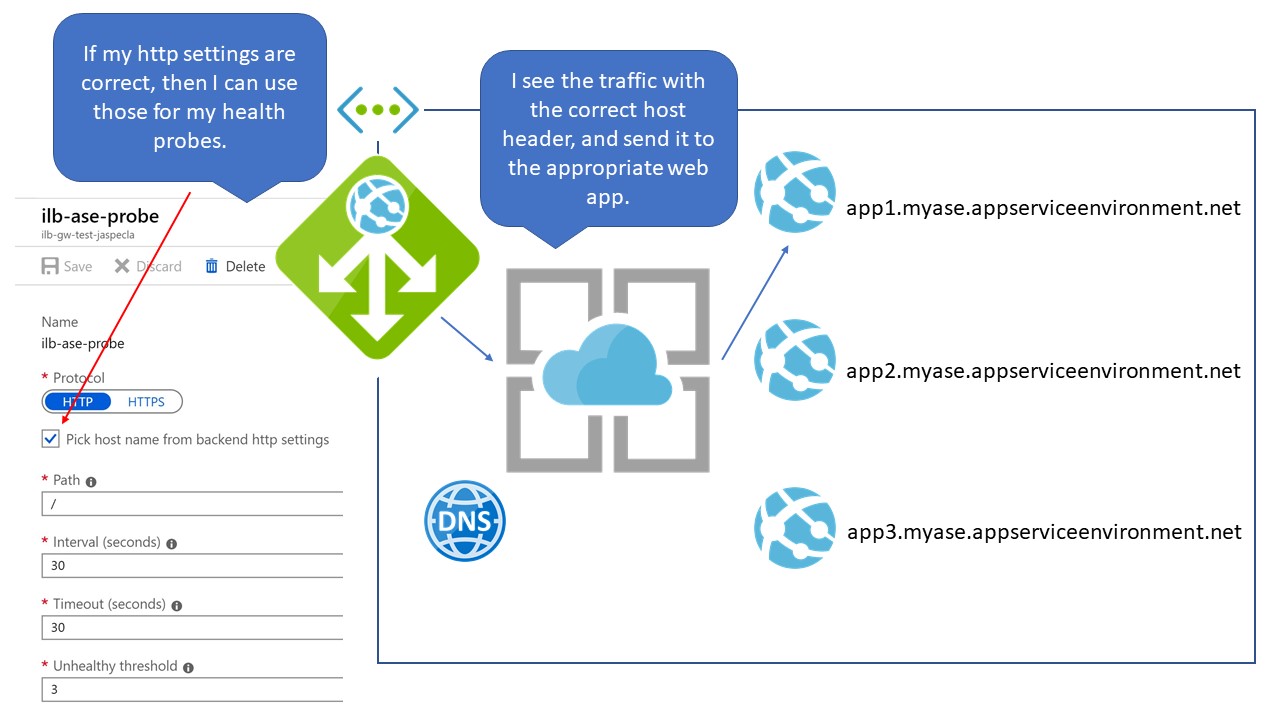 If my http settings are
correct, then I can use
those for my health
probes.
I see the traffic with
the correct host
header, and send it to
the appropriate web
app.
ilb-ase-probe
ilb-gw-test-jaspecla
Save Discard Delete
Name
ilb-ase-probe
* Protocol
HTTP HTTPS
Pick host name from backend http settings
* Path
/
* Interval (seconds)
30
* Timeout (seconds)
30
* Unhealthy threshold
3
DNS
app1.myase.appserviceenvironment.net
app2.myase.appserviceenvironment.net
app3.myase.appserviceenvironment.net